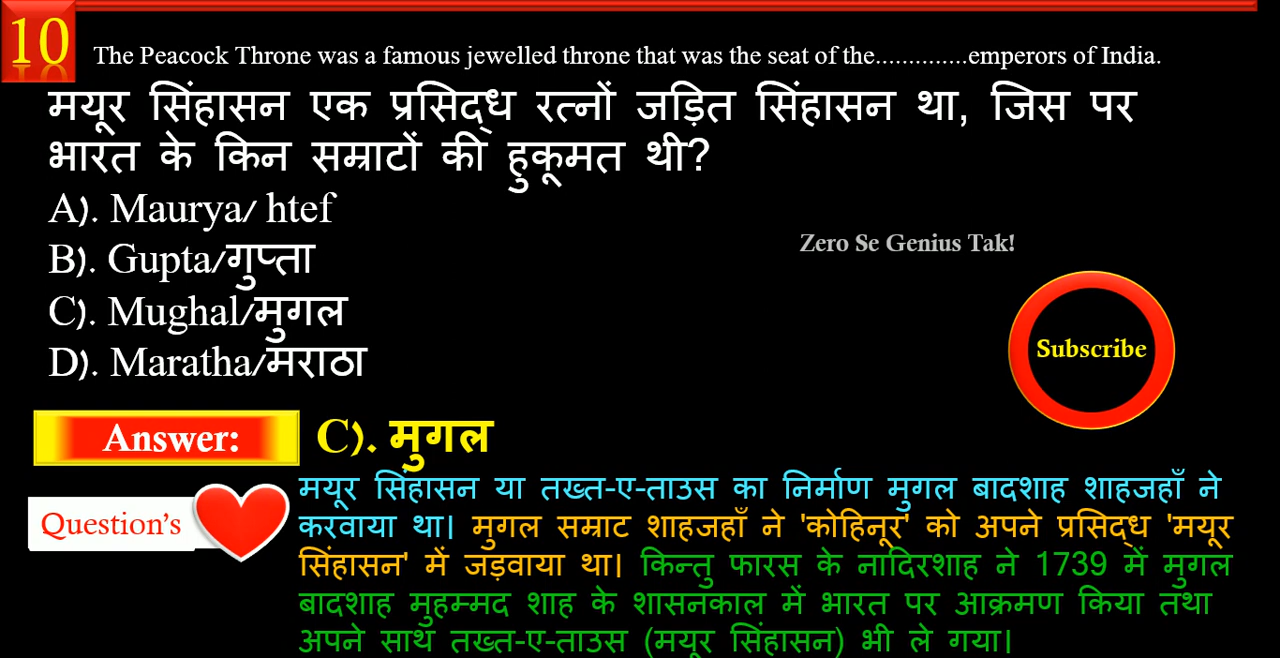 10
The Peacock Throne was a famous jewelled throne that was the seat of the..............emperors of India.
मयूर सिंहासन एक प्रसिद्ध रत्नों जड़ित सिंहासन था, जिस पर
भारत के किन सम्राटों की हुकूमत थी?
A). Maurya/ htef
B). Gupta/गुप्ता
C). Mughal/मुगल
D). Maratha/मराठा
Zero Se Genius Tak!
Subscribe
Answer: C). मुगल
Question's
मयूर सिंहासन या तख्त-ए-ताउस का निर्माण मुगल बादशाह शाहजहाँ ने
करवाया था। मुगल सम्राट शाहजहाँ ने 'कोहिनूर' को अपने प्रसिद्ध 'मयूर
सिंहासन' में जड़वाया था। किन्तु फारस के नादिरशाह ने 1739 में मुगल
बादशाह मुहम्मद शाह के शासनकाल में भारत पर आक्रमण किया तथा
अपने साथ तख्त-ए-ताउस (मयूर सिंहासन) भी ले गया।